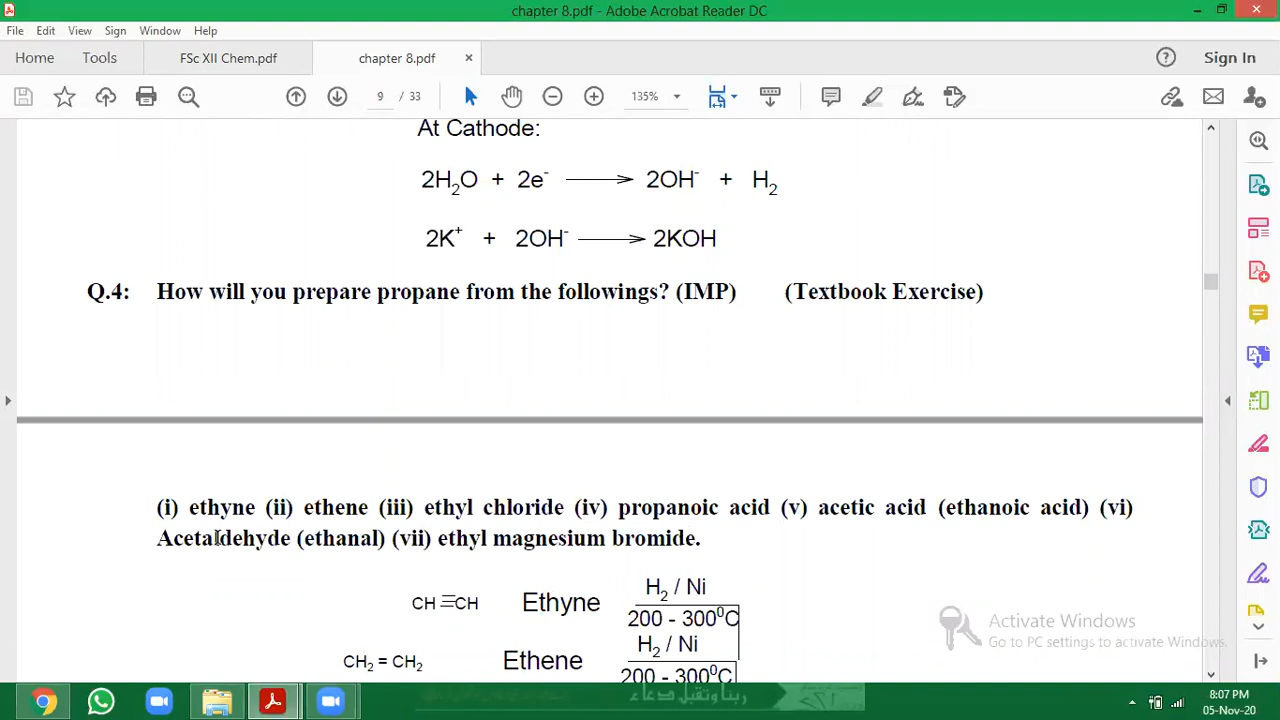 chapter 8.pdf - Adobe Acrobat Reader DC
File Edit View Sign Window Help
Home Tools FSc XII Chem.pdf chapter 8.pdf × Sign In
9 / 33 135%
At Cathode:
2H₂O + 2e⁻ ⟶ 2OH⁻ + H₂
2K⁺ + 2OH⁻ ⟶ 2KOH
Q.4: How will you prepare propane from the followings? (IMP) (Textbook Exercise)
(i) ethyne (ii) ethene (iii) ethyl chloride (iv) propanoic acid (v) acetic acid (ethanoic acid) (vi)
Acetaldehyde (ethanal) (vii) ethyl magnesium bromide.
H₂ / Ni
CH ≡CH Ethyne
200 - 300⁰C
H₂ / Ni
CH₂ = CH₂ Ethene
200 - 300⁰C
Activate Windows
Go to PC settings to activate Windows.
ربنا وتقبل دعاء
8:07 PM
05-Nov-20